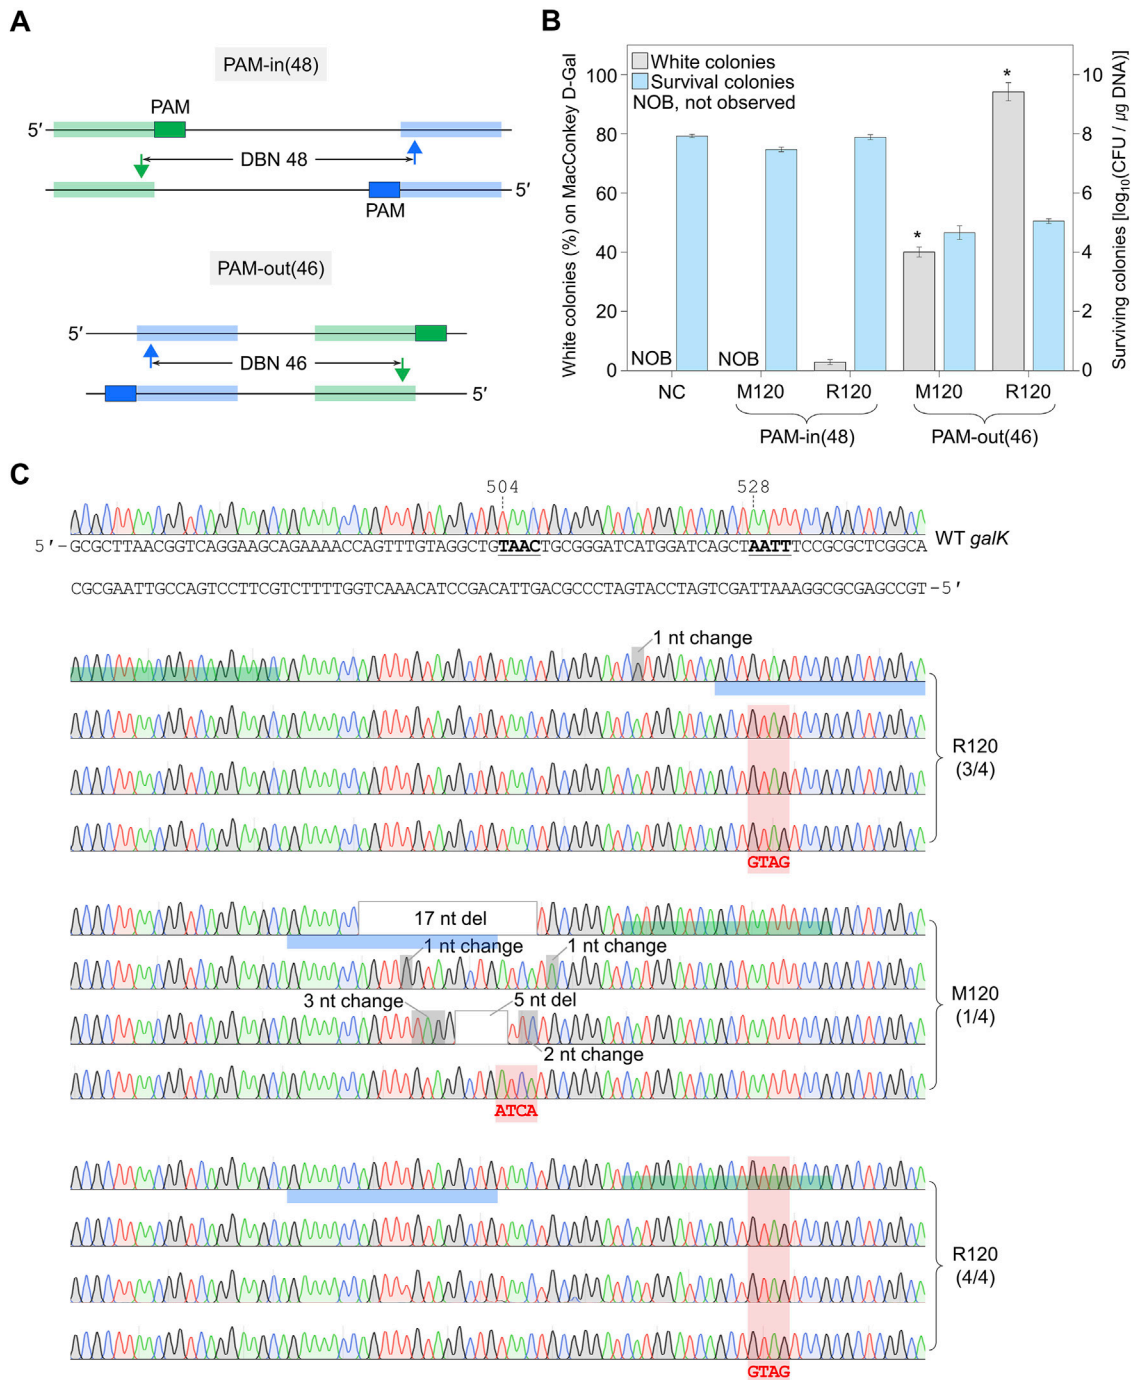 A
PAM-in(48)
PAM
5′
DBN 48
5′
PAM
PAM-out(46)
5′
DBN 46
5′
B
White colonies (%) on MacConkey D-Gal
100
80
60
40
20
0
White colonies
Survival colonies
NOB, not observed
*
*
NOB
NOB
10
8
6
4
2
0
Surviving colonies [log10(CFU / µg DNA)]
NC
M120
R120
M120
R120
PAM-in(48)
PAM-out(46)
C
504
528
5′-GCGCTTAACGGTCAGGAAGCAGAAAACCAGTTTGTAGGCTGTAACTGCGGGATCATGGATCAGCTAATTTCCGCGCTCGGCA
WT galK
CGCGAATTGCCAGTCCTTCGTCTTTTGGTCAAACATCCGACATTGACGCCCTAGTACCTAGTCGATTAAAGGCGCGAGCCGT-5′
1 nt change
R120
(3/4)
GTAG
17 nt del
1 nt change
1 nt change
3 nt change
5 nt del
2 nt change
M120
(1/4)
ATCA
R120
(4/4)
GTAG